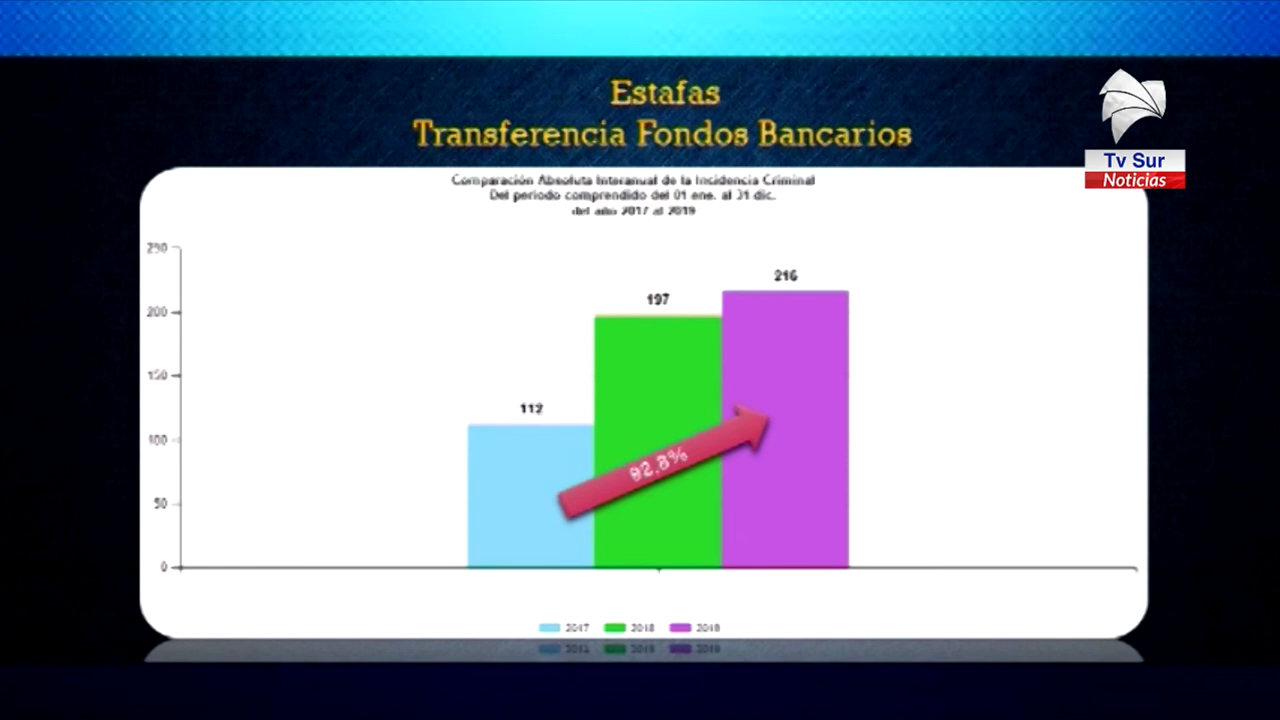 Estafas
Transferencia Fondos Bancarios
Tv Sur
Noticias
Comparación Absoluta Interanual de la Incidencia Criminal
Del periodo comprendido del 01 ene. al 31 dic.
del año 2017 al 2019
250
200
150
100
50
0
112
197
216
92.8%
2017 2018 2019